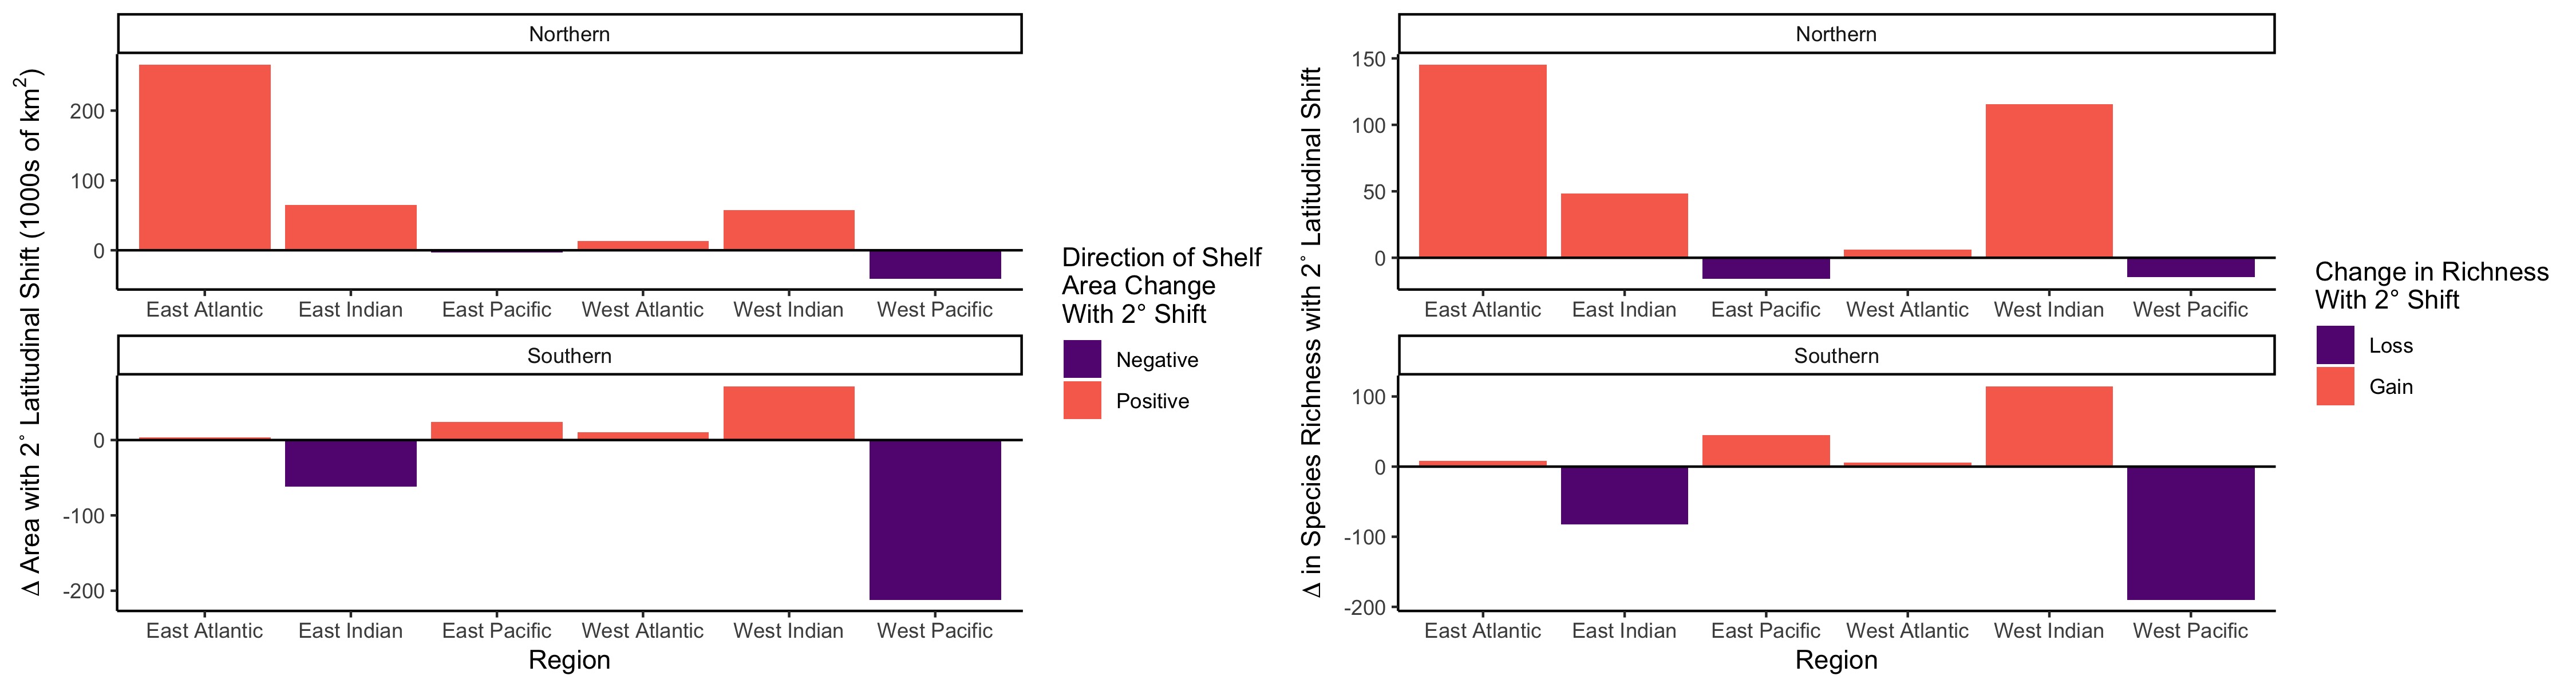 Δ Area with 2° Latitudinal Shift (1000s of km²)
Northern
200
100
0
East Atlantic East Indian East Pacific West Atlantic West Indian West Pacific
Southern
0
-100
-200
East Atlantic East Indian East Pacific West Atlantic West Indian West Pacific
Region
Direction of Shelf
Area Change
With 2° Shift
Negative
Positive
Δ in Species Richness with 2° Latitudinal Shift
Northern
150
100
50
0
East Atlantic East Indian East Pacific West Atlantic West Indian West Pacific
Southern
100
0
-100
-200
East Atlantic East Indian East Pacific West Atlantic West Indian West Pacific
Region
Change in Richness
With 2° Shift
Loss
Gain